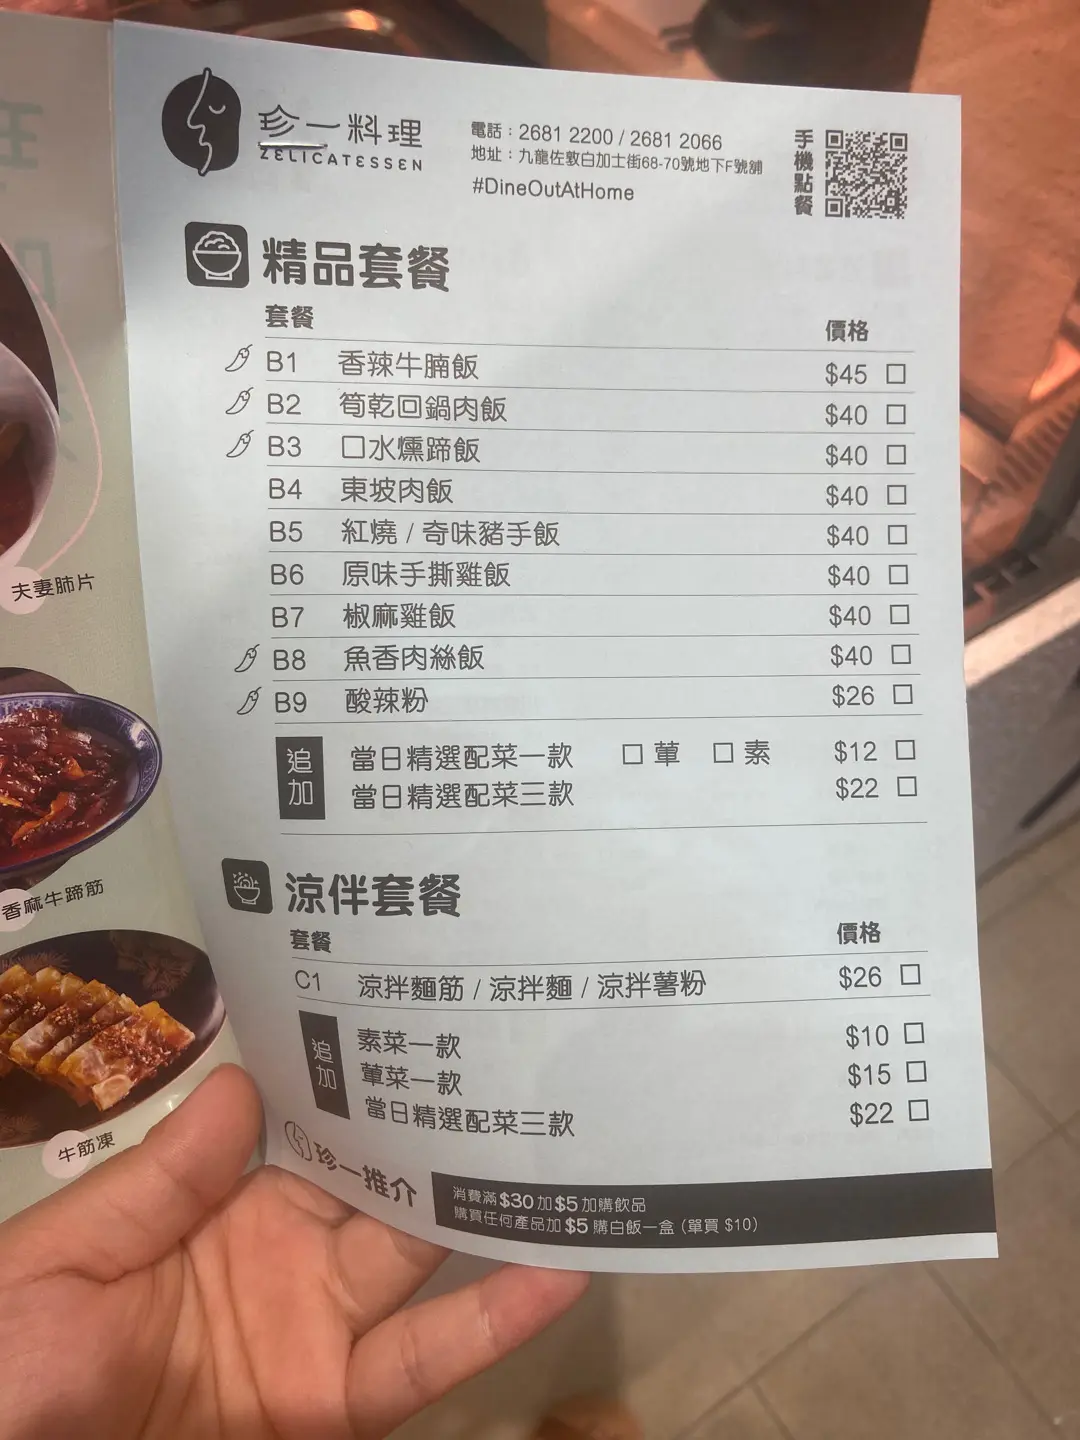 珍一料理
ZELICATESSEN
電話：2681 2200 / 2681 2066
地址：九龍佐敦白加士街68-70號地下F號舖
#DineOutAtHome
手機點餐
精品套餐
套餐 價格
B1 香辣牛腩飯 $45
B2 筍乾回鍋肉飯 $40
B3 口水燻蹄飯 $40
B4 東坡肉飯 $40
B5 紅燒 / 奇味豬手飯 $40
B6 原味手撕雞飯 $40
B7 椒麻雞飯 $40
B8 魚香肉絲飯 $40
B9 酸辣粉 $26
追加
當日精選配菜一款 □ 葷 □ 素 $12
當日精選配菜三款 $22
涼伴套餐
套餐 價格
C1 涼拌麵筋 / 涼拌麵 / 涼拌薯粉 $26
追加
素菜一款 $10
葷菜一款 $15
當日精選配菜三款 $22
珍一推介
消費滿$30加$5加購飲品
購買任何產品加$5購白飯一盒 (單買 $10)
夫妻肺片
香麻牛蹄筋
牛筋凍